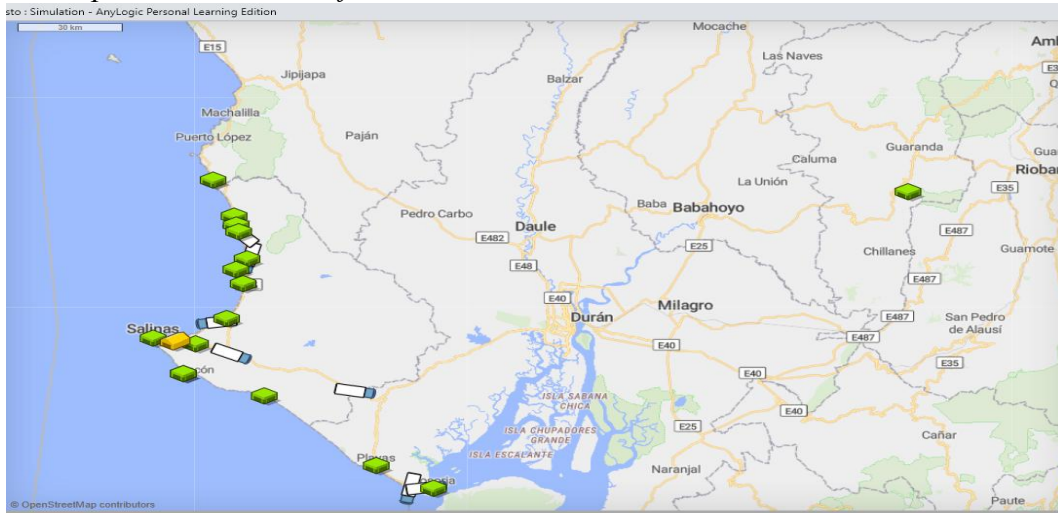 sto : Simulation - AnyLogic Personal Learning Edition
30 km
Mocache
E15
Las Naves
Jipijapa
Balzar
Machalilla
Puerto López
Paján
Caluma
Guaranda
La Unión
E35
Pedro Carbo
Baba
Babahoyo
Daule
E482
E487
E25
Chillanes
Guamote
E48
E487
E40
Milagro
Durán
E487
San Pedro
de Alausí
Salinas
E487
E40
E35
E40
ISLA SABANA
CHICA
E40
ISLA CHUPADORES
GRANDE
E25
Cañar
ISLA ESCALANTE
Playas
Naranjal
Paute
© OpenStreetMap contributors